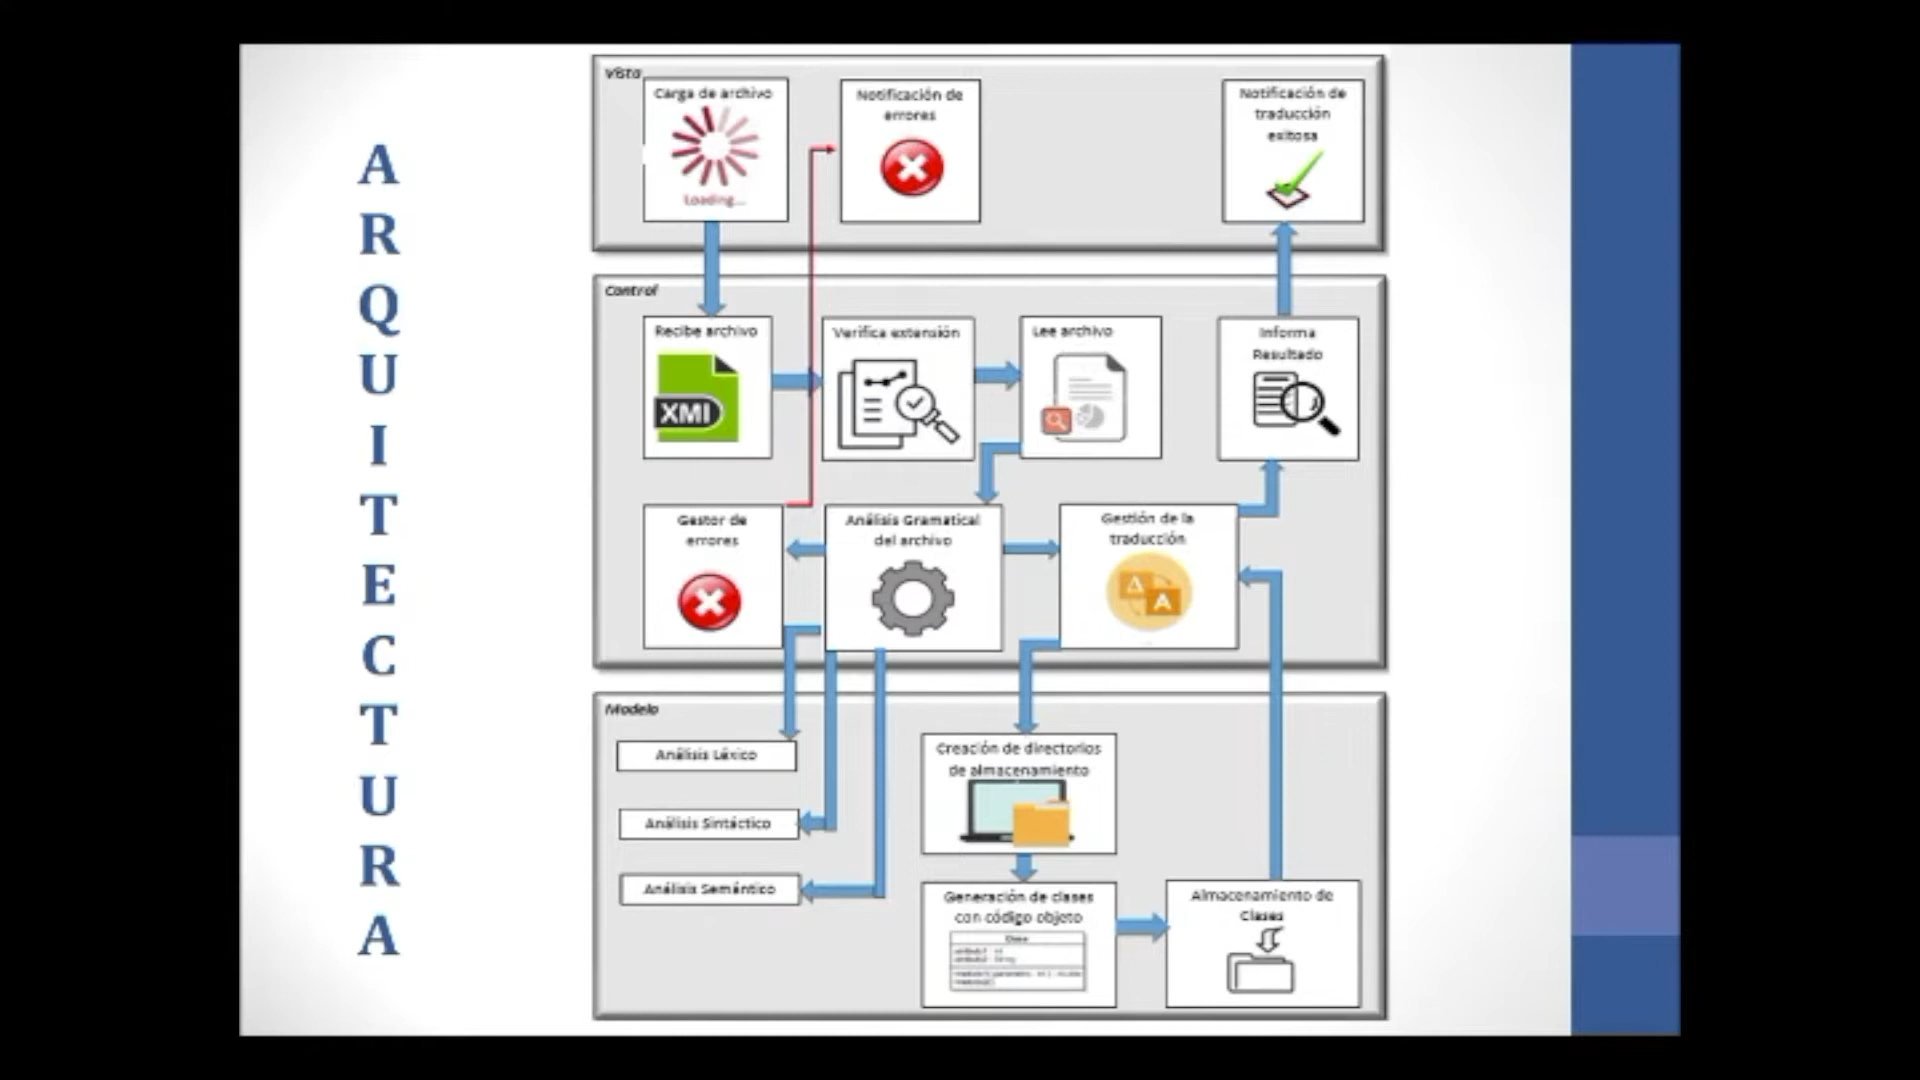 A
R
Q
U
I
T
E
C
T
U
R
A
Vista
Carga de archivo
Loading...
Notificación de
errores
Notificación de
traducción
exitosa
Control
Recibe archivo
XMI
Verifica extensión
Lee archivo
Informa
Resultado
Gestor de
errores
Análisis Gramatical
del archivo
Gestión de la
traducción
A
Modelo
Análisis Léxico
Análisis Sintáctico
Análisis Semántico
Creación de directorios
de almacenamiento
Generación de clases
con código objeto
Almacenamiento de
Clases